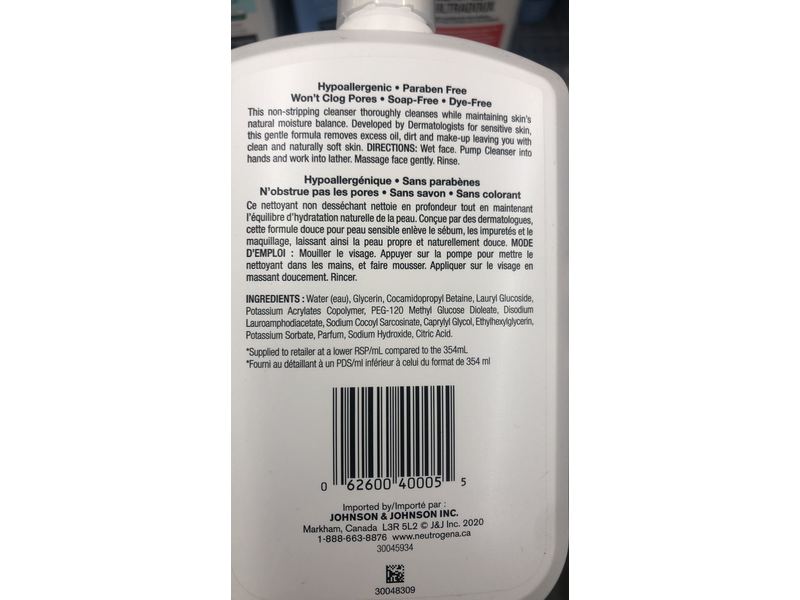 Hypoallergenic • Paraben Free
Won't Clog Pores • Soap-Free • Dye-Free
This non-stripping cleanser thoroughly cleanses while maintaining skin's
natural moisture balance. Developed by Dermatologists for sensitive skin,
this gentle formula removes excess oil, dirt and make-up leaving you with
clean and naturally soft skin. DIRECTIONS: Wet face. Pump Cleanser into
hands and work into lather. Massage face gently. Rinse.
Hypoallergénique • Sans parabènes
N'obstrue pas les pores • Sans savon • Sans colorant
Ce nettoyant non desséchant nettoie en profondeur tout en maintenant
l'équilibre d'hydratation naturelle de la peau. Conçue par des dermatologues,
cette formule douce pour peau sensible enlève le sébum, les impuretés et le
maquillage, laissant ainsi la peau propre et naturellement douce. MODE
D'EMPLOI : Mouiller le visage. Appuyer sur la pompe pour mettre le
nettoyant dans les mains, et faire mousser. Appliquer sur le visage en
massant doucement. Rincer.
INGREDIENTS : Water (eau), Glycerin, Cocamidopropyl Betaine, Lauryl Glucoside,
Potassium Acrylates Copolymer, PEG-120 Methyl Glucose Dioleate, Disodium
Lauroamphodiacetate, Sodium Cocoyl Sarcosinate, Caprylyl Glycol, Ethylhexylglycerin,
Potassium Sorbate, Parfum, Sodium Hydroxide, Citric Acid.
*Supplied to retailer at a lower RSP/mL compared to the 354mL
*Fourni au détaillant à un PDS/ml inférieur à celui du format de 354 ml
0 62600 40005 5
Imported by/Importé par :
JOHNSON & JOHNSON INC.
Markham, Canada L3R 5L2 © J&J Inc. 2020
1-888-663-8876 www.neutrogena.ca
30045934
30048309